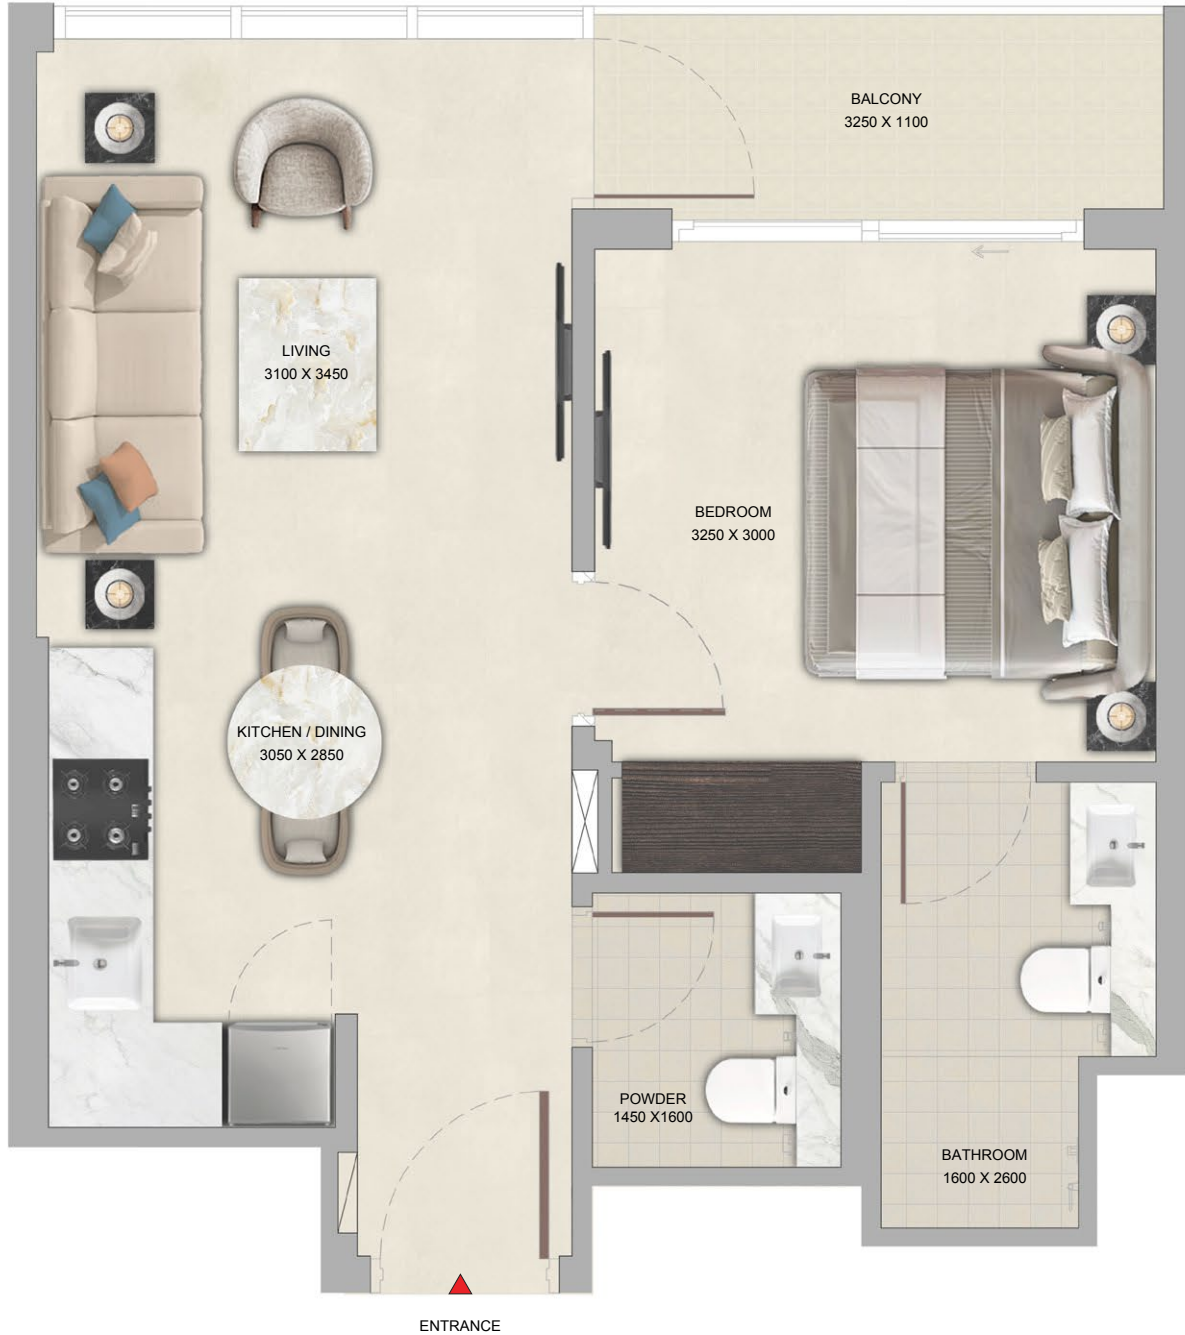 BALCONY
3250 X 1100
LIVING
3100 X 3450
BEDROOM
3250 X 3000
KITCHEN / DINING
3050 X 2850
POWDER
1450 X1600
BATHROOM
1600 X 2600
ENTRANCE